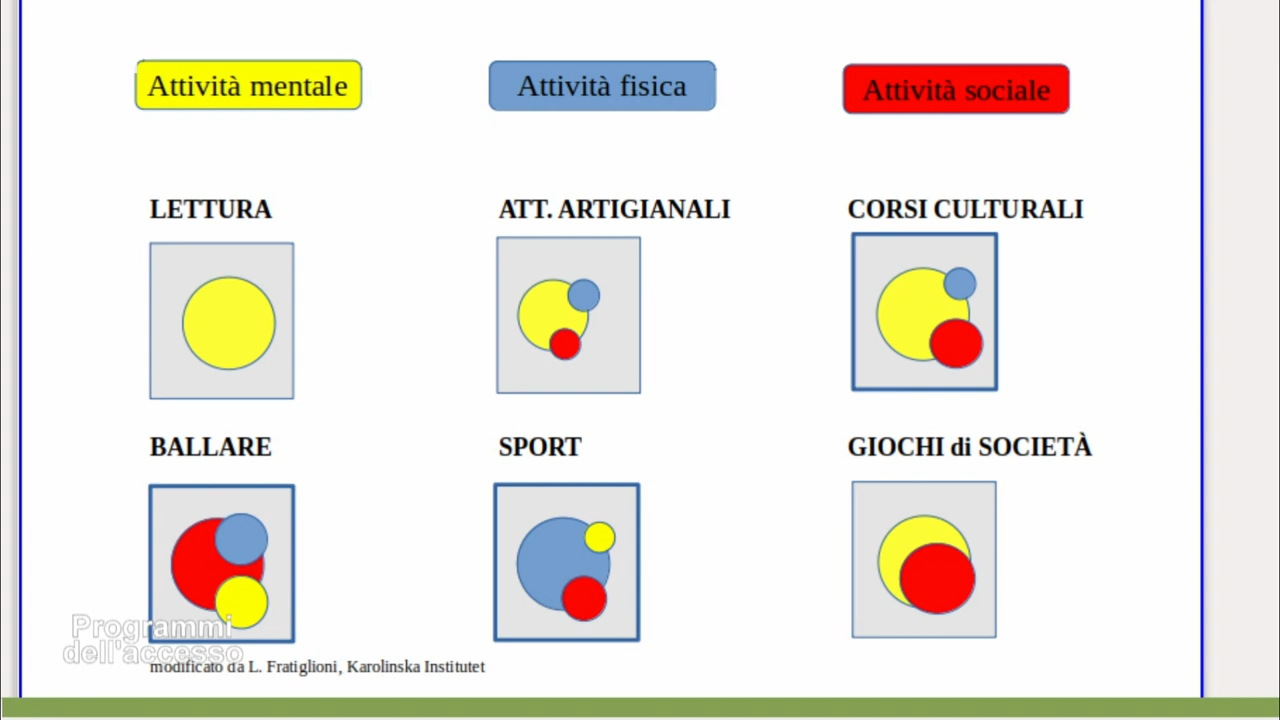 Attività mentale
Attività fisica
Attività sociale
LETTURA
ATT. ARTIGIANALI
CORSI CULTURALI
BALLARE
SPORT
GIOCHI di SOCIETÀ
Programmi
dell'accesso
modificato da L. Fratiglioni, Karolinska Institutet